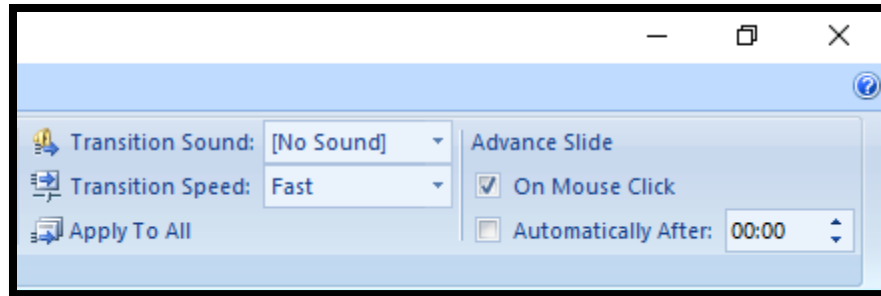 Transition Sound: [No Sound] Advance Slide
Transition Speed: Fast On Mouse Click
Apply To All Automatically After: 00:00